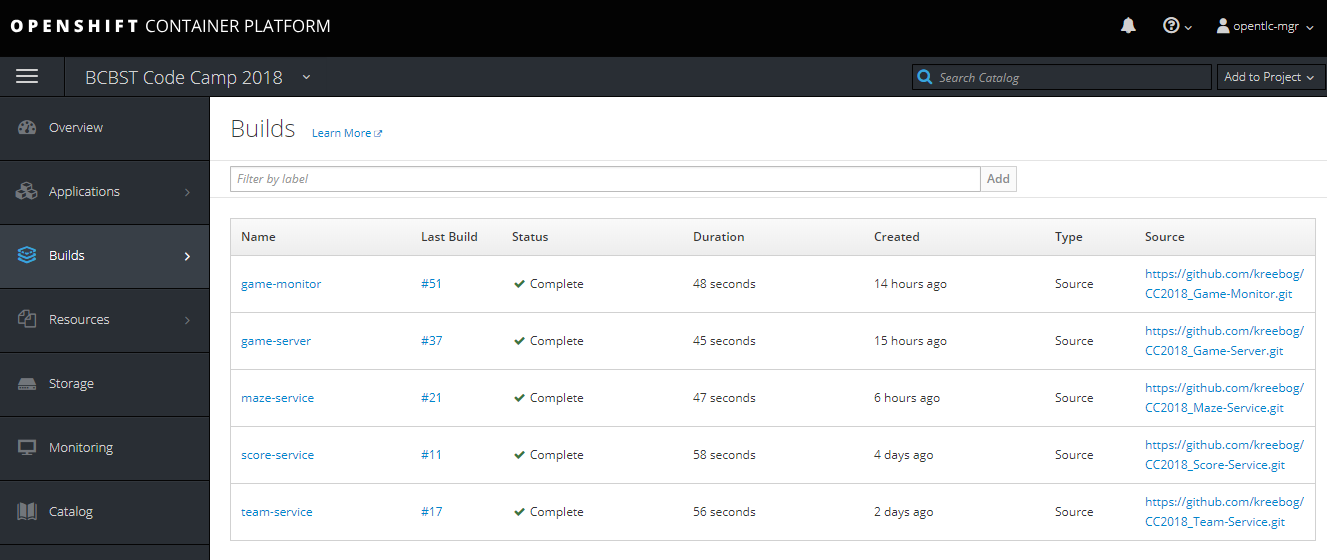 OPENSHIFT CONTAINER PLATFORM
opentlc-mgr
BCBST Code Camp 2018
Search Catalog
Add to Project
Overview
Applications
Builds
Resources
Storage
Monitoring
Catalog
Builds
Learn More
Filter by label
Add
Name Last Build Status Duration Created Type Source
game-monitor #51 Complete 48 seconds 14 hours ago Source https://github.com/kreebog/
CC2018_Game-Monitor.git
game-server #37 Complete 45 seconds 15 hours ago Source https://github.com/kreebog/
CC2018_Game-Server.git
maze-service #21 Complete 47 seconds 6 hours ago Source https://github.com/kreebog/
CC2018_Maze-Service.git
score-service #11 Complete 58 seconds 4 days ago Source https://github.com/kreebog/
CC2018_Score-Service.git
team-service #17 Complete 56 seconds 2 days ago Source https://github.com/kreebog/
CC2018_Team-Service.git